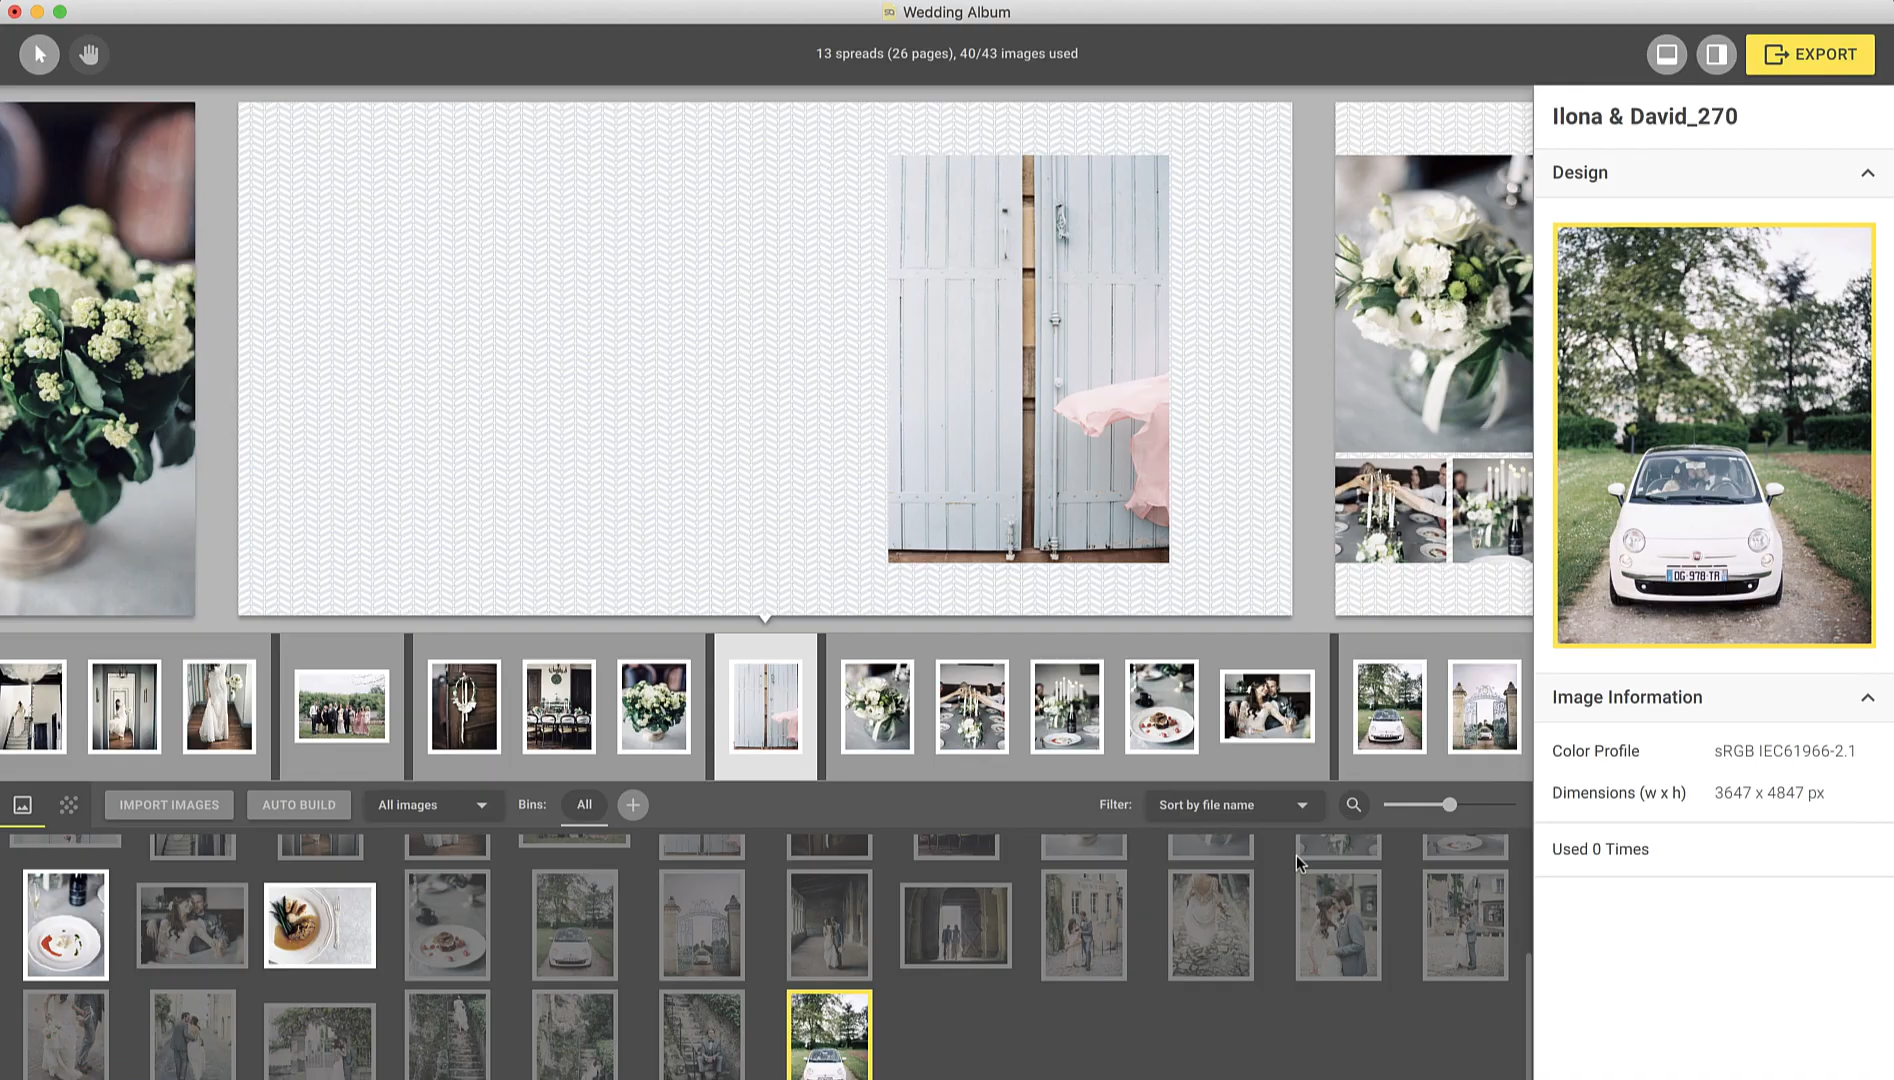 Wedding Album
13 spreads (26 pages), 40/43 images used
EXPORT
Ilona & David_270
Design
DG-978-TR
Image Information
Color Profile sRGB IEC61966-2.1
Dimensions (w x h) 3647 x 4847 px
Used 0 Times
IMPORT IMAGES AUTO BUILD All images Bins: All Filter: Sort by file name